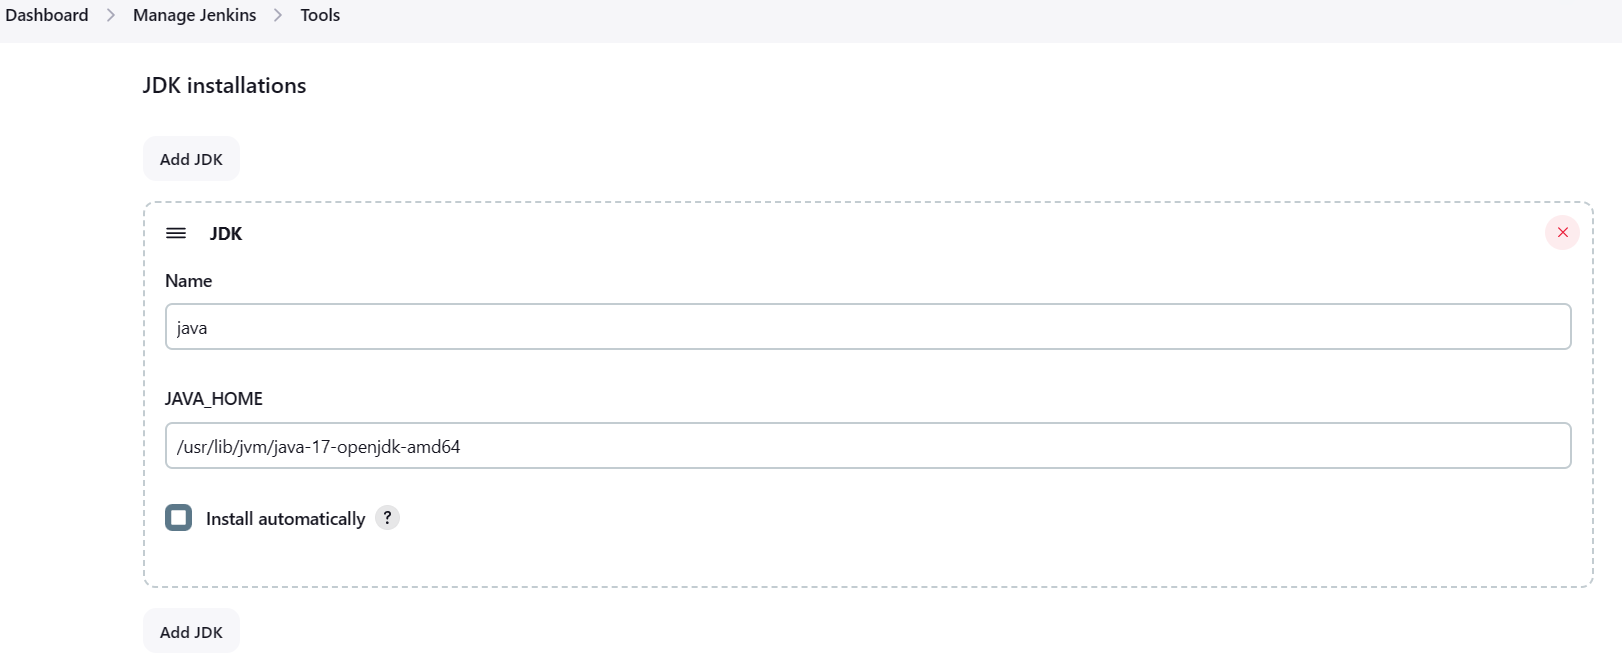 Dashboard > Manage Jenkins > Tools
JDK installations
Add JDK
JDK
Name
java
JAVA_HOME
/usr/lib/jvm/java-17-openjdk-amd64
Install automatically ?
Add JDK